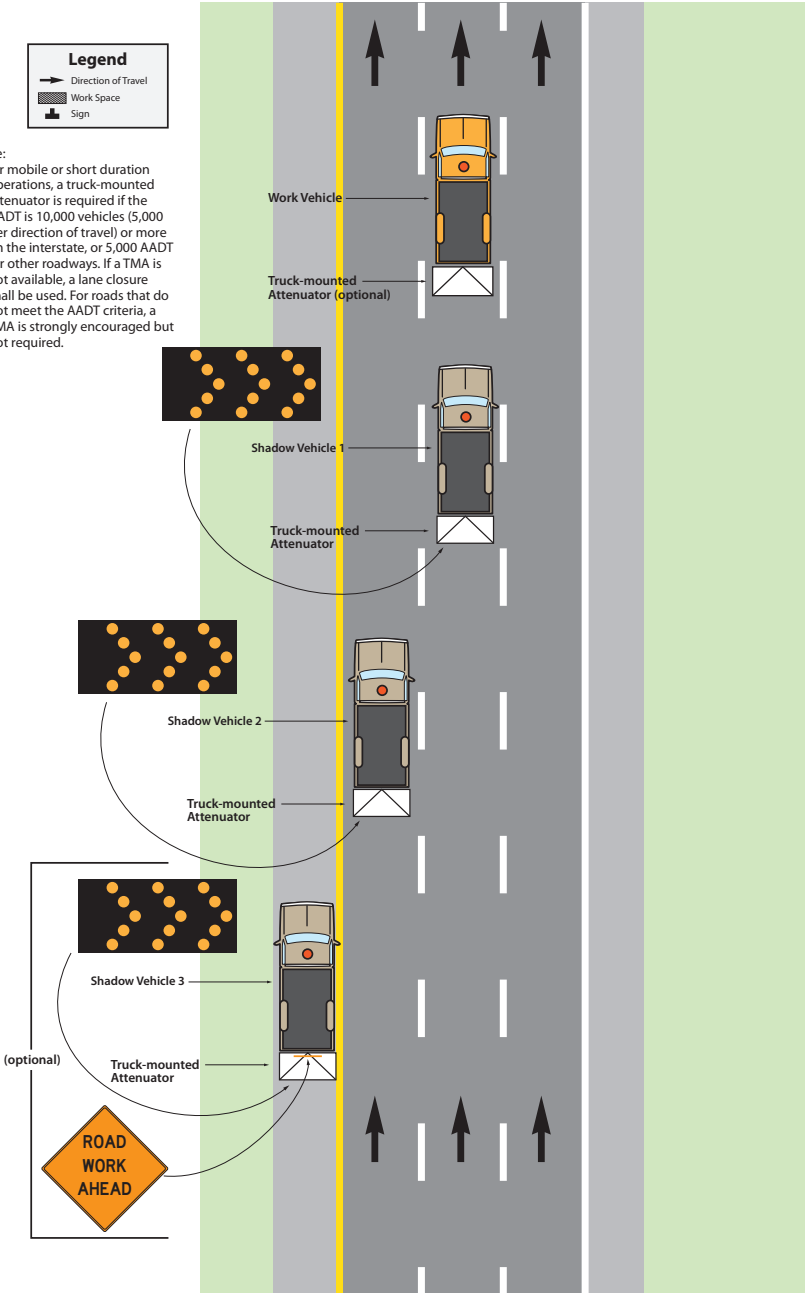 Legend
Direction of Travel
Work Space
Sign
e:
r mobile or short duration
perations, a truck-mounted
ttenuator is required if the
ADT is 10,000 vehicles (5,000
er direction of travel) or more
n the interstate, or 5,000 AADT
r other roadways. If a TMA is
ot available, a lane closure
all be used. For roads that do
ot meet the AADT criteria, a
MA is strongly encouraged but
ot required.
Work Vehicle
Truck-mounted
Attenuator (optional)
Shadow Vehicle 1
Truck-mounted
Attenuator
Shadow Vehicle 2
Truck-mounted
Attenuator
Shadow Vehicle 3
(optional)
Truck-mounted
Attenuator
ROAD
WORK
AHEAD